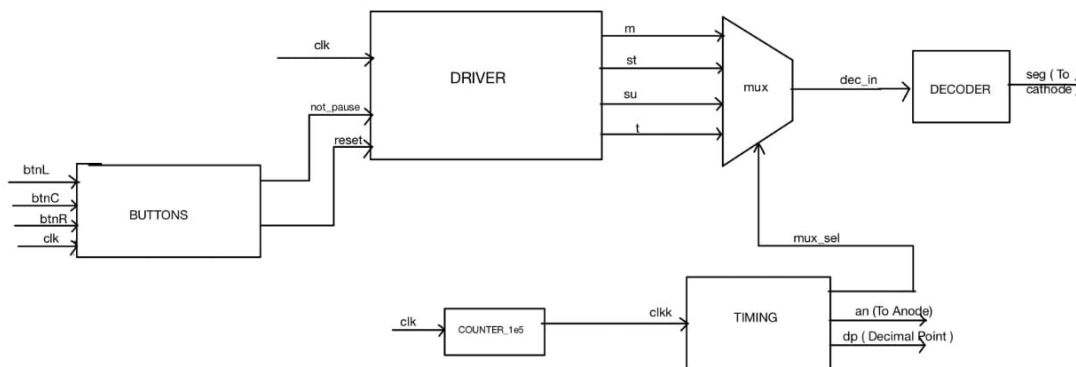 clk
DRIVER
m
st
su
t
mux
dec_in
DECODER
seg ( To
cathode )
not_pause
reset
btnL
btnC
btnR
clk
BUTTONS
mux_sel
clk
COUNTER_1e5
clkk
TIMING
an (To Anode)
dp ( Decimal Point )